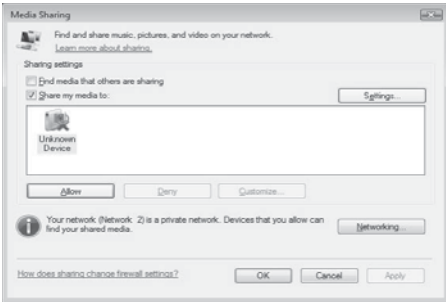 Media Sharing
Find and share music, pictures, and video on your network.
Learn more about sharing.
Sharing settings
Find media that others are sharing
Share my media to:
Settings...
Unknown
Device
Allow
Deny
Customize...
Your network (Network 2) is a private network. Devices that you allow can
find your shared media.
Networking...
How does sharing change firewall settings?
OK
Cancel
Apply